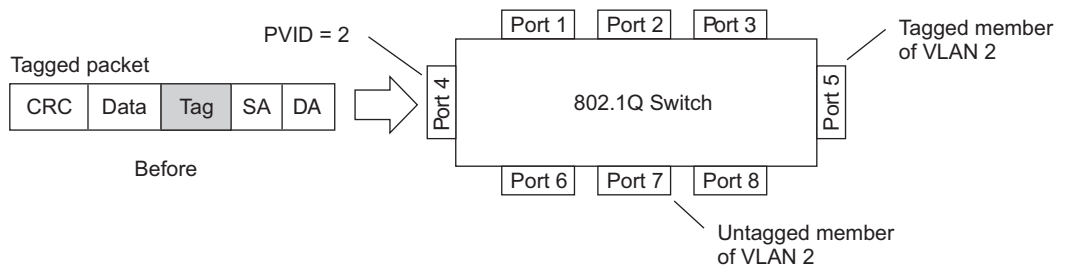 PVID = 2
Port 1
Port 2
Port 3
Tagged member
of VLAN 2
Tagged packet
CRC Data Tag SA DA
Port 4
802.1Q Switch
Port 5
Before
Port 6
Port 7
Port 8
Untagged member
of VLAN 2